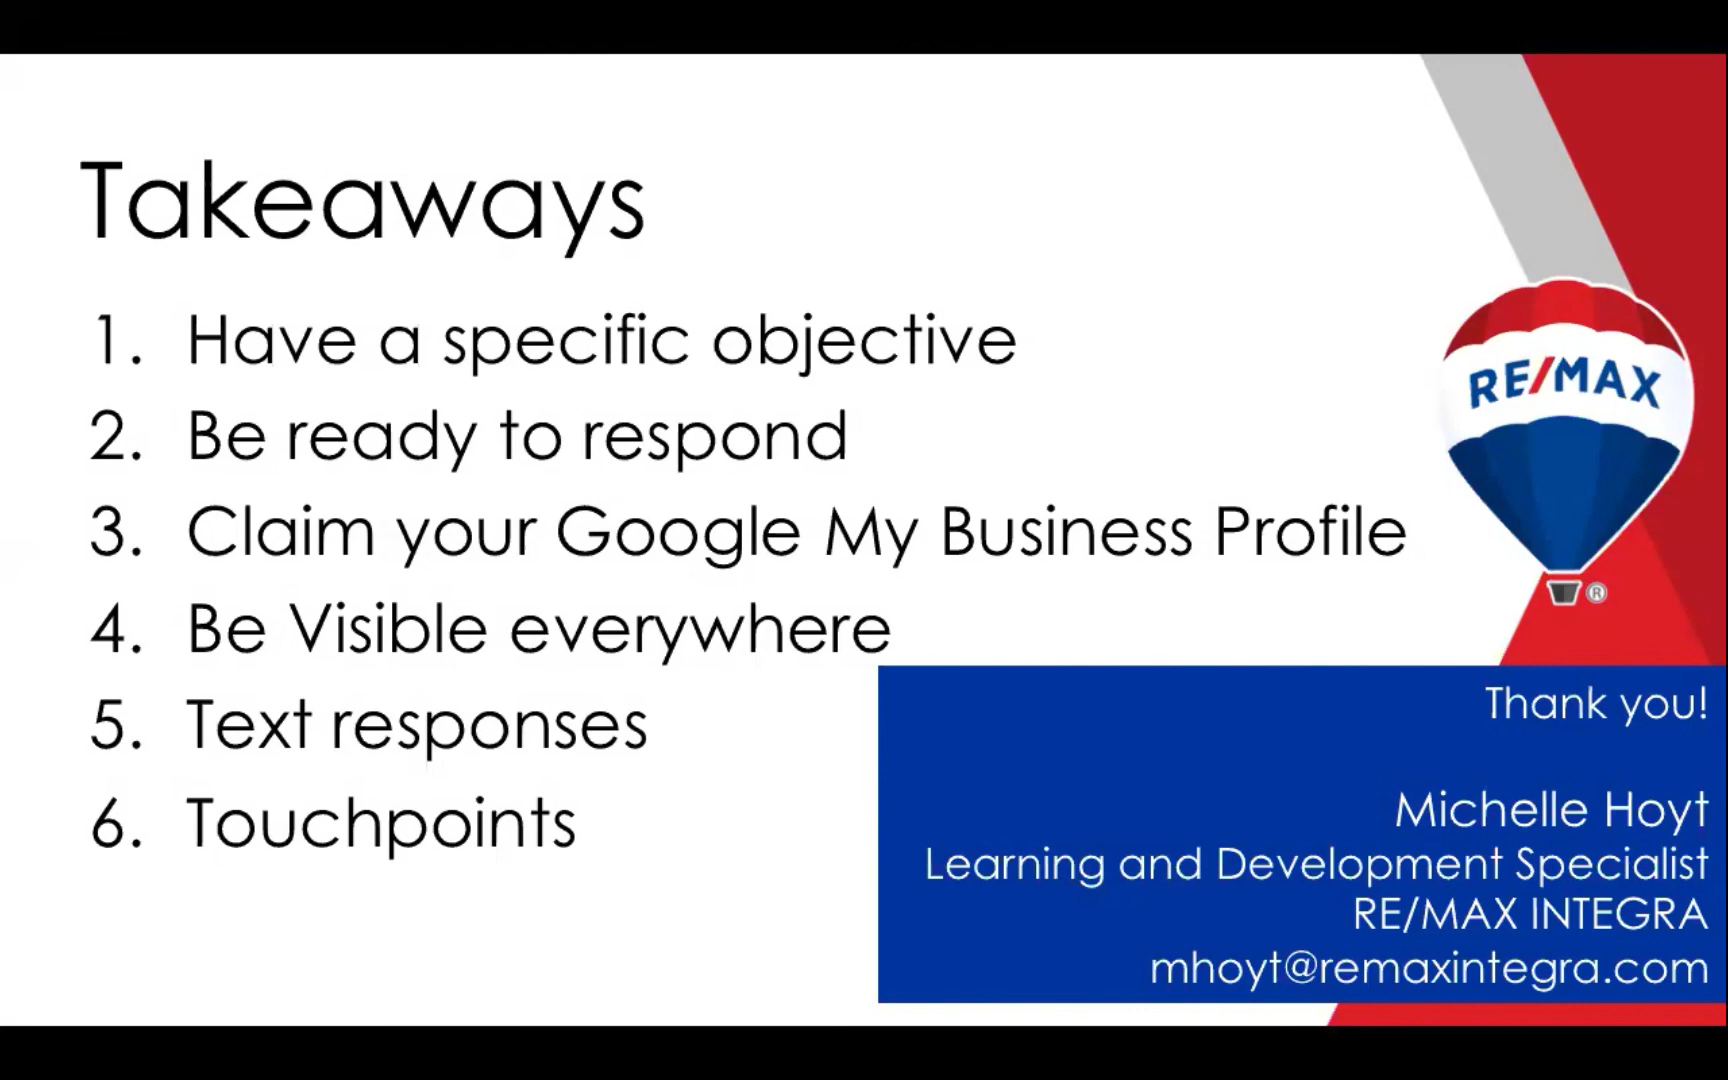 Takeaways
1. Have a specific objective
2. Be ready to respond
3. Claim your Google My Business Profile
4. Be Visible everywhere
5. Text responses
6. Touchpoints
RE/MAX
®
Thank you!
Michelle Hoyt
Learning and Development Specialist
RE/MAX INTEGRA
mhoyt@remaxintegra.com